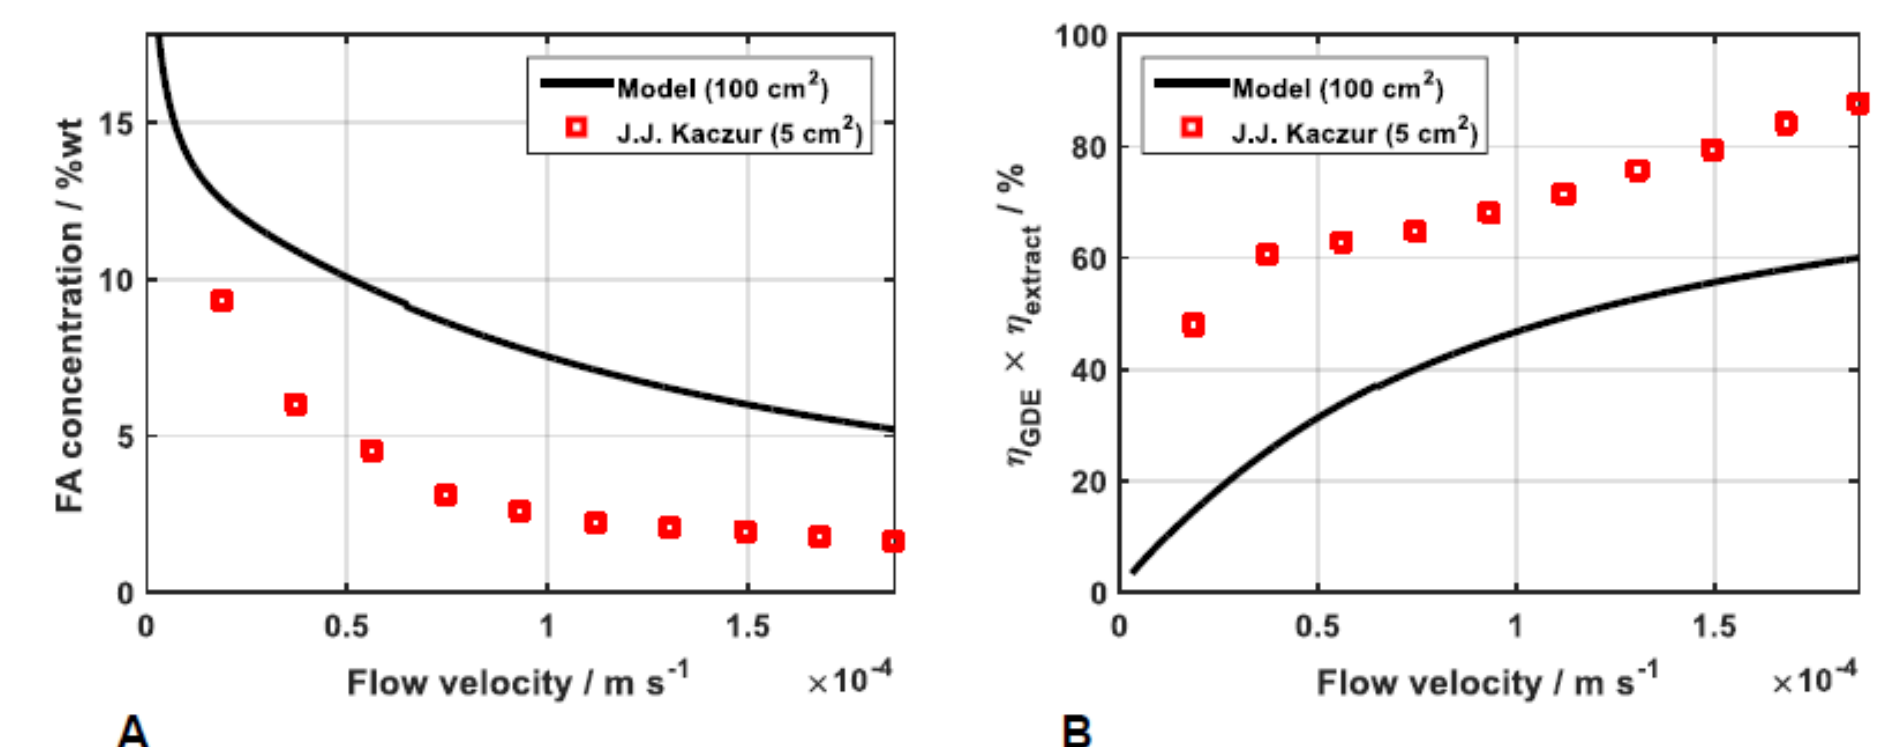 15
10
5
0
FA concentration / %wt
Model (100 cm²)
J.J. Kaczur (5 cm²)
0 0.5 1 1.5
Flow velocity / m s⁻¹ ×10⁻⁴
A
100
80
60
40
20
0
η_GDE × η_extract / %
Model (100 cm²)
J.J. Kaczur (5 cm²)
0 0.5 1 1.5
Flow velocity / m s⁻¹ ×10⁻⁴
B